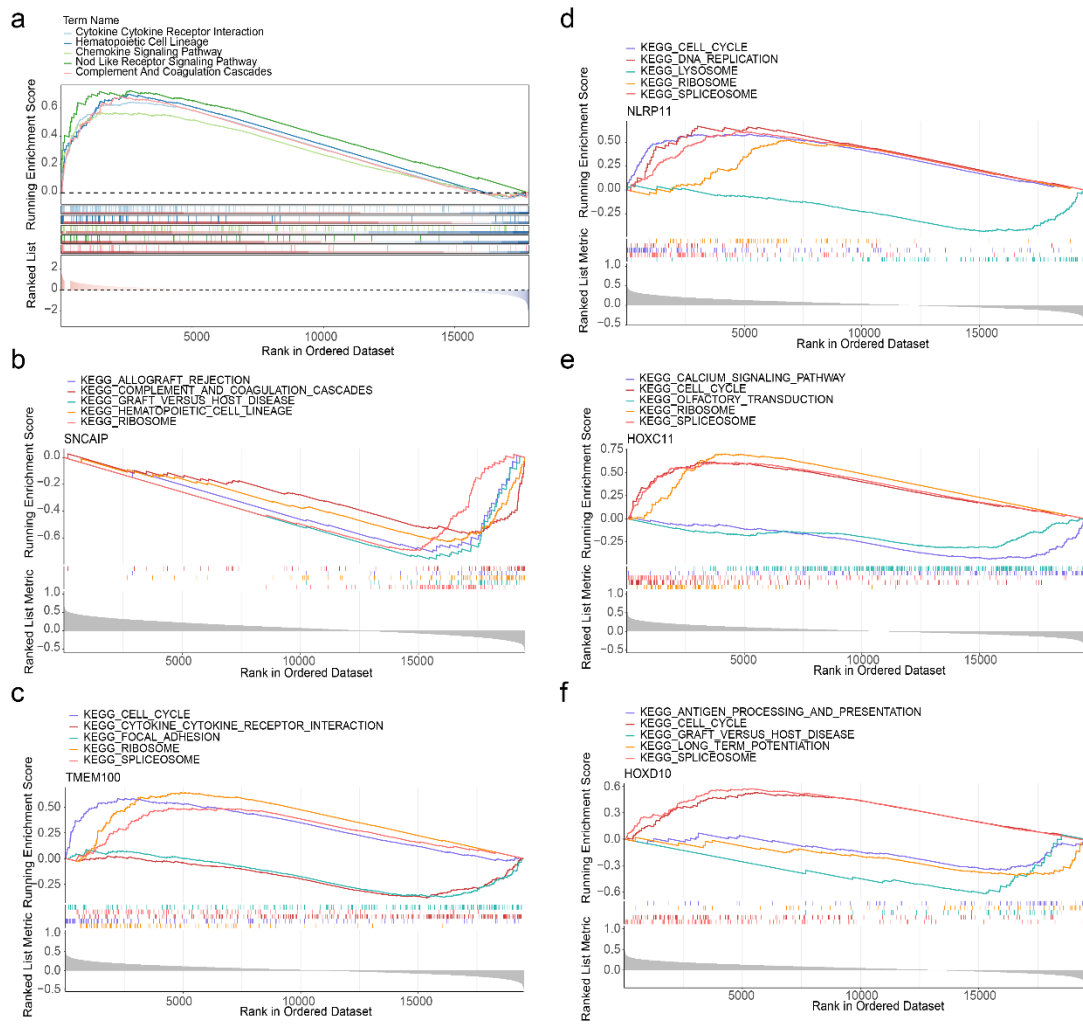 a
Term Name
Cytokine Cytokine Receptor Interaction
Hematopoietic Cell Lineage
Chemokine Signaling Pathway
Nod Like Receptor Signaling Pathway
Complement And Coagulation Cascades
Running Enrichment Score
0.6
0.4
0.2
0.0
Ranked List
2
0
−2
5000
10000
15000
Rank in Ordered Dataset
b
KEGG_ALLOGRAFT_REJECTION
KEGG_COMPLEMENT_AND_COAGULATION_CASCADES
KEGG_GRAFT_VERSUS_HOST_DISEASE
KEGG_HEMATOPOIETIC_CELL_LINEAGE
KEGG_RIBOSOME
SNCAIP
Running Enrichment Score
0.0
−0.2
−0.4
−0.6
Ranked List Metric
1.0
0.5
0.0
−0.5
5000
10000
15000
Rank in Ordered Dataset
c
KEGG_CELL_CYCLE
KEGG_CYTOKINE_CYTOKINE_RECEPTOR_INTERACTION
KEGG_FOCAL_ADHESION
KEGG_RIBOSOME
KEGG_SPLICEOSOME
TMEM100
Running Enrichment Score
0.50
0.25
0.00
−0.25
Ranked List Metric
1.0
0.5
0.0
5000
10000
15000
Rank in Ordered Dataset
d
KEGG_CELL_CYCLE
KEGG_DNA_REPLICATION
KEGG_LYSOSOME
KEGG_RIBOSOME
KEGG_SPLICEOSOME
NLRP11
Running Enrichment Score
0.50
0.25
0.00
−0.25
Ranked List Metric
1.0
0.5
0.0
−0.5
5000
10000
15000
Rank in Ordered Dataset
e
KEGG_CALCIUM_SIGNALING_PATHWAY
KEGG_CELL_CYCLE
KEGG_OLFACTORY_TRANSDUCTION
KEGG_RIBOSOME
KEGG_SPLICEOSOME
HOXC11
Running Enrichment Score
0.75
0.50
0.25
0.00
−0.25
Ranked List Metric
1.0
0.5
0.0
−0.5
5000
10000
15000
Rank in Ordered Dataset
f
KEGG_ANTIGEN_PROCESSING_AND_PRESENTATION
KEGG_CELL_CYCLE
KEGG_GRAFT_VERSUS_HOST_DISEASE
KEGG_LONG_TERM_POTENTIATION
KEGG_SPLICEOSOME
HOXD10
Running Enrichment Score
0.6
0.3
0.0
−0.3
−0.6
Ranked List Metric
1.0
0.5
0.0
5000
10000
15000
Rank in Ordered Dataset